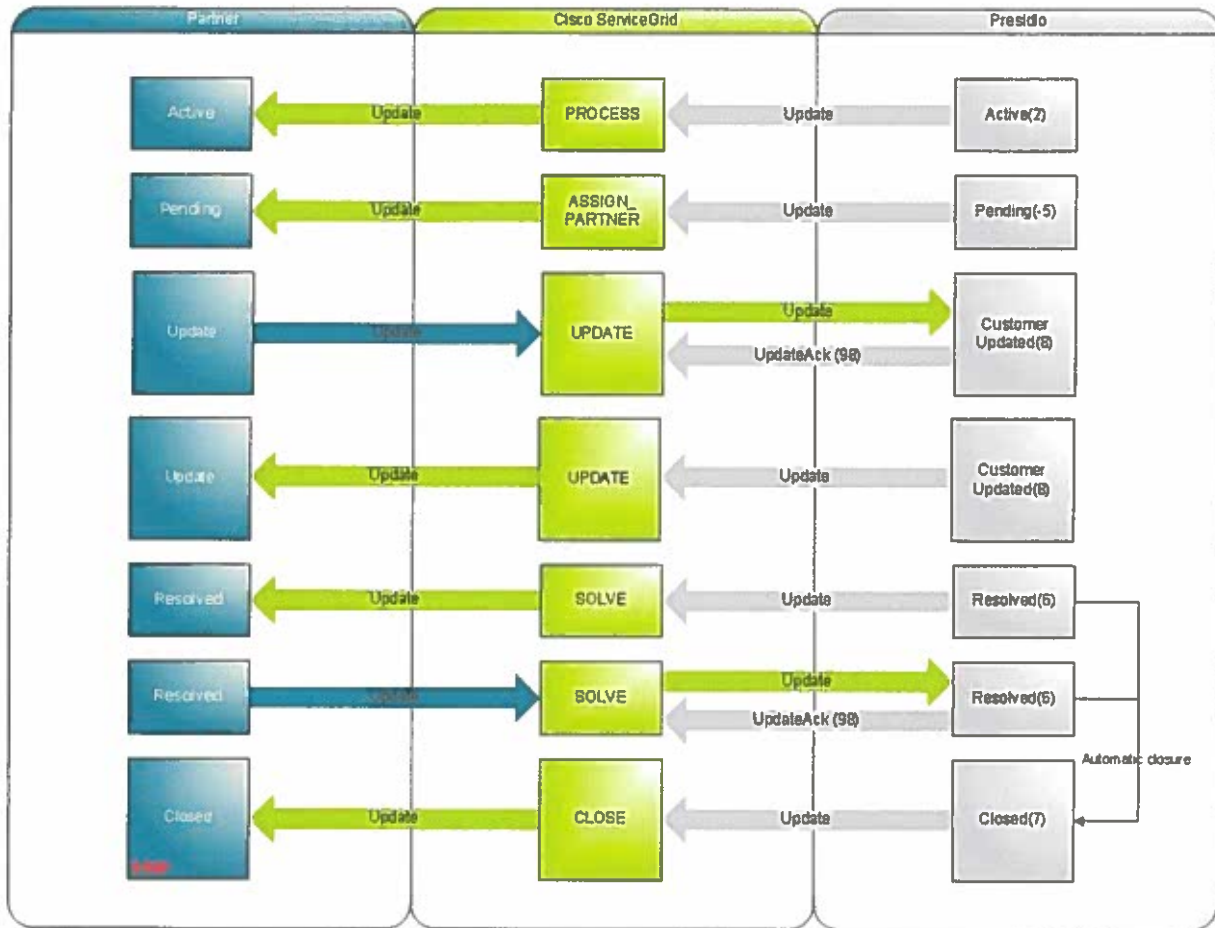 Partner
Cisco ServiceGrid
Presidio
Active
Update
PROCESS
Update
Active(2)
Pending
Update
ASSIGN_
PARTNER
Update
Pending(-5)
Update
Update
UPDATE
Update
UpdateAck (98)
Customer
Updated(8)
Update
Update
UPDATE
Update
Customer
Updated(8)
Resolved
Update
SOLVE
Update
Resolved(6)
Resolved
Update
SOLVE
Update
UpdateAck (98)
Resolved(6)
Automatic closure
Closed
Update
CLOSE
Update
Closed(7)